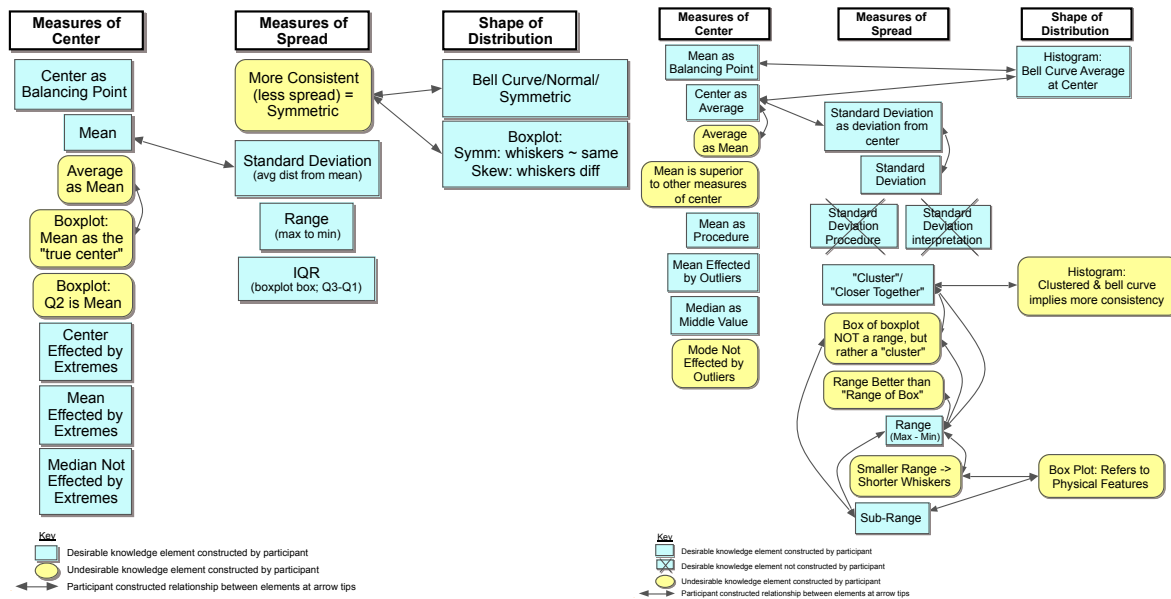 Measures of
Center
Measures of
Spread
Shape of
Distribution
Center as
Balancing Point
Mean
Average
as Mean
Boxplot:
Mean as the
"true center"
Boxplot:
Q2 is Mean
Center
Effected by
Extremes
Mean
Effected by
Extremes
Median Not
Effected by
Extremes
More Consistent
(less spread) =
Symmetric
Standard Deviation
(avg dist from mean)
Range
(max to min)
IQR
(boxplot box; Q3-Q1)
Bell Curve/Normal/
Symmetric
Boxplot:
Symm: whiskers ~ same
Skew: whiskers diff
Key
Desirable knowledge element constructed by participant
Undesirable knowledge element constructed by participant
Participant constructed relationship between elements at arrow tips
Measures of
Center
Measures of
Spread
Shape of
Distribution
Mean as
Balancing Point
Center as
Average
Average
as Mean
Mean is superior
to other measures
of center
Mean as
Procedure
Mean Effected
by Outliers
Median as
Middle Value
Mode Not
Effected by
Outliers
Standard Deviation
as deviation from
center
Standard
Deviation
Standard
Deviation
Procedure
Standard
Deviation
interpretation
"Cluster"/
"Closer Together"
Box of boxplot
NOT a range, but
rather a "cluster"
Range Better than
"Range of Box"
Range
(Max - Min)
Smaller Range ->
Shorter Whiskers
Sub-Range
Histogram:
Bell Curve Average
at Center
Histogram:
Clustered & bell curve
implies more consistency
Box Plot: Refers to
Physical Features
Key
Desirable knowledge element constructed by participant
Desirable knowledge element not constructed by participant
Undesirable knowledge element constructed by participant
Participant constructed relationship between elements at arrow tips